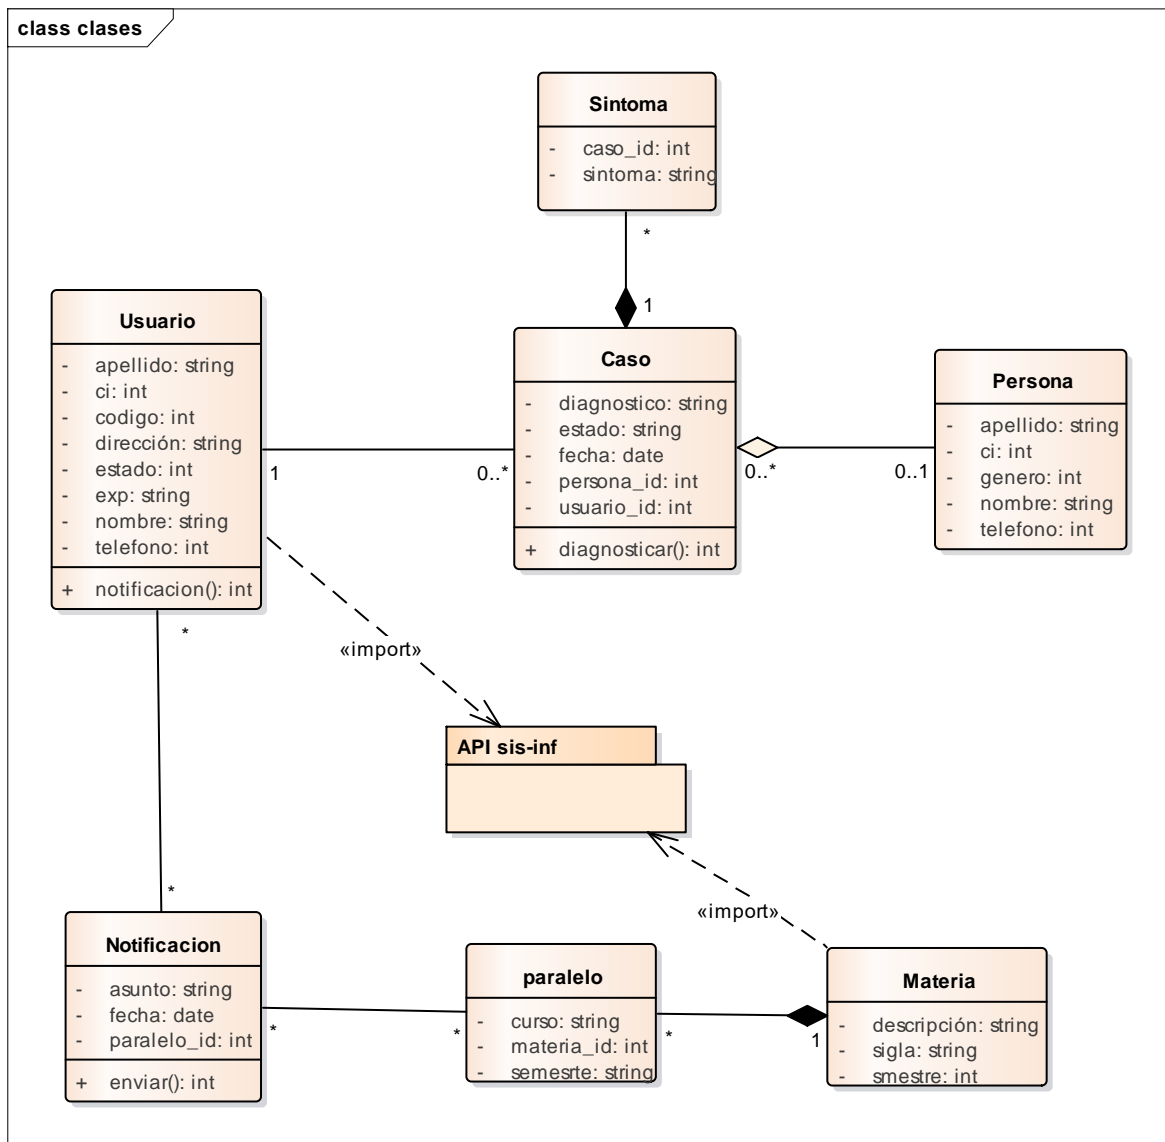 class clases
Sintoma
- caso_id: int
- sintoma: string
*
1
Usuario
- apellido: string
- ci: int
- codigo: int
- dirección: string
- estado: int
- exp: string
- nombre: string
- telefono: int
+ notificacion(): int
1
0..*
Caso
- diagnostico: string
- estado: string
- fecha: date
- persona_id: int
- usuario_id: int
+ diagnosticar(): int
0..*
0..1
Persona
- apellido: string
- ci: int
- genero: int
- nombre: string
- telefono: int
*
«import»
API sis-inf
«import»
*
Notificacion
- asunto: string
- fecha: date
- paralelo_id: int
+ enviar(): int
*
*
paralelo
- curso: string
- materia_id: int
- semesrte: string
*
1
Materia
- descripción: string
- sigla: string
- smestre: int